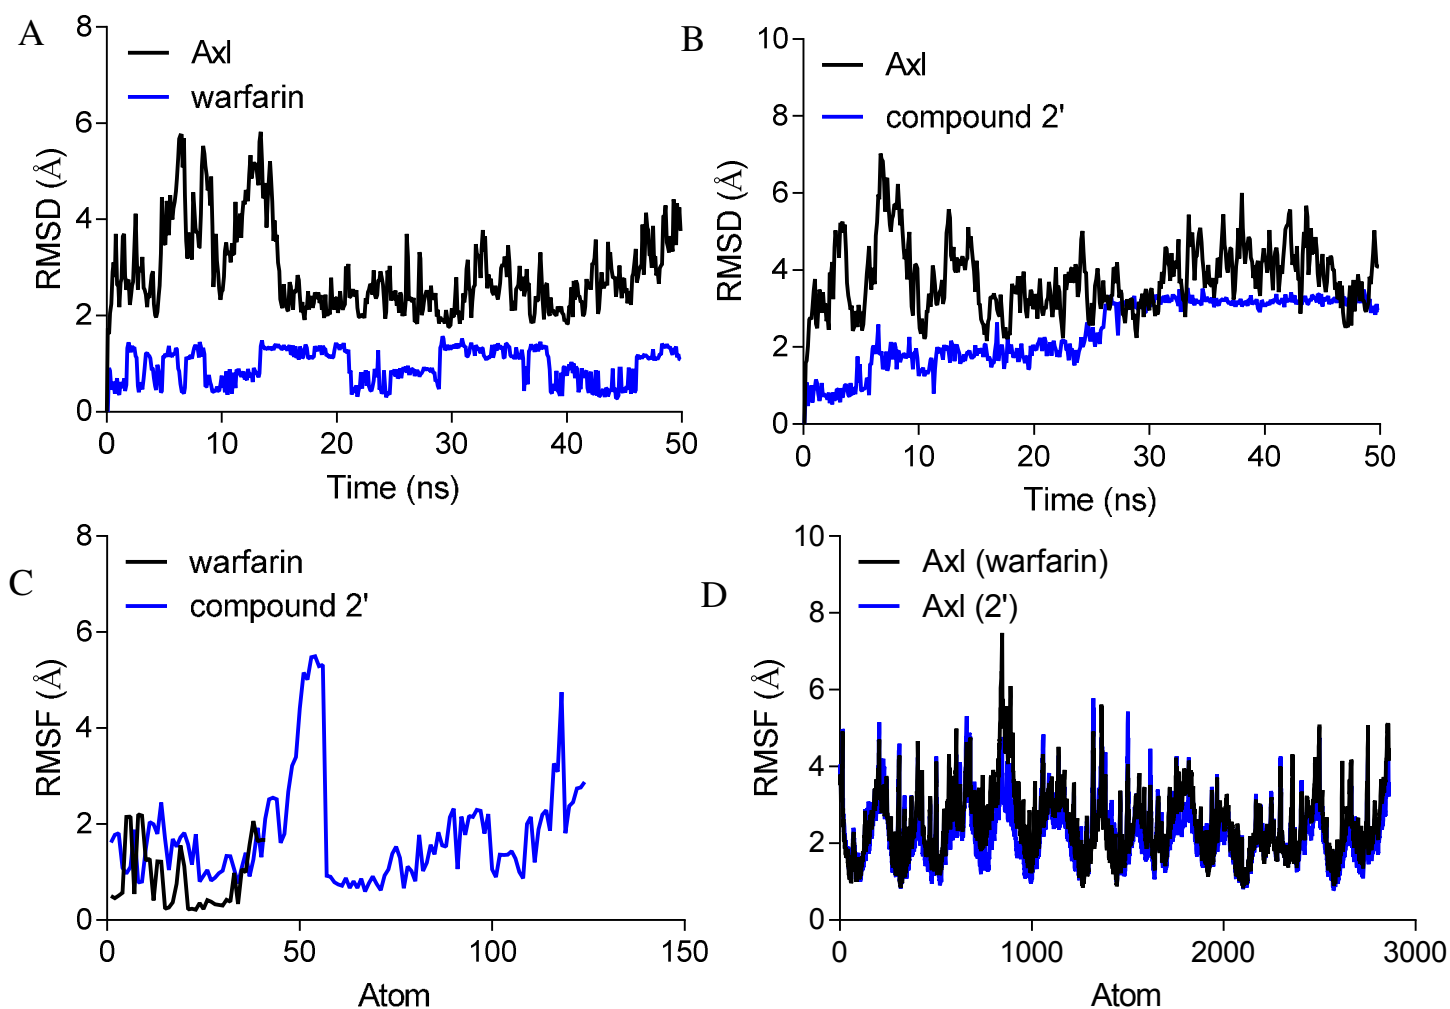 A
8
6
4
2
0
RMSD (Å)
Axl
warfarin
0 10 20 30 40 50
Time (ns)
B
10
8
6
4
2
0
RMSD (Å)
Axl
compound 2'
0 10 20 30 40 50
Time (ns)
C
8
6
4
2
0
RMSF (Å)
warfarin
compound 2'
0 50 100 150
Atom
D
10
8
6
4
2
0
RMSF (Å)
Axl (warfarin)
Axl (2')
0 1000 2000 3000
Atom